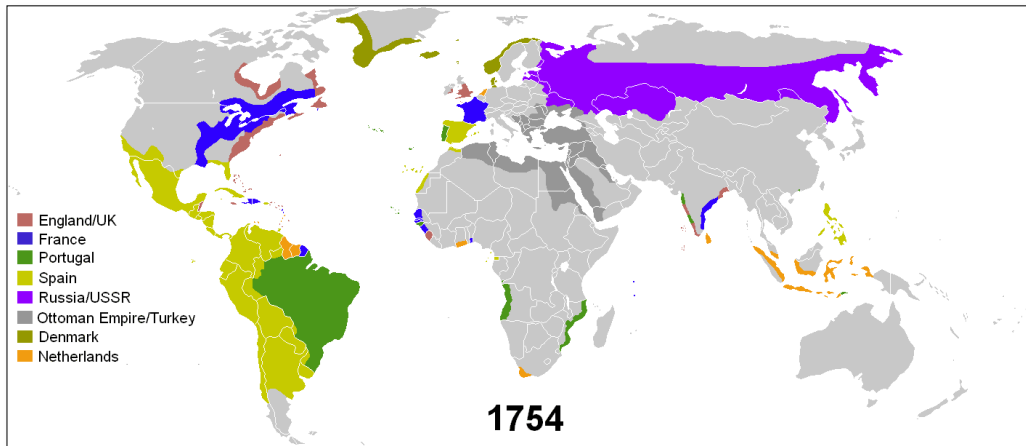 England/UK
France
Portugal
Spain
Russia/USSR
Ottoman Empire/Turkey
Denmark
Netherlands
1754